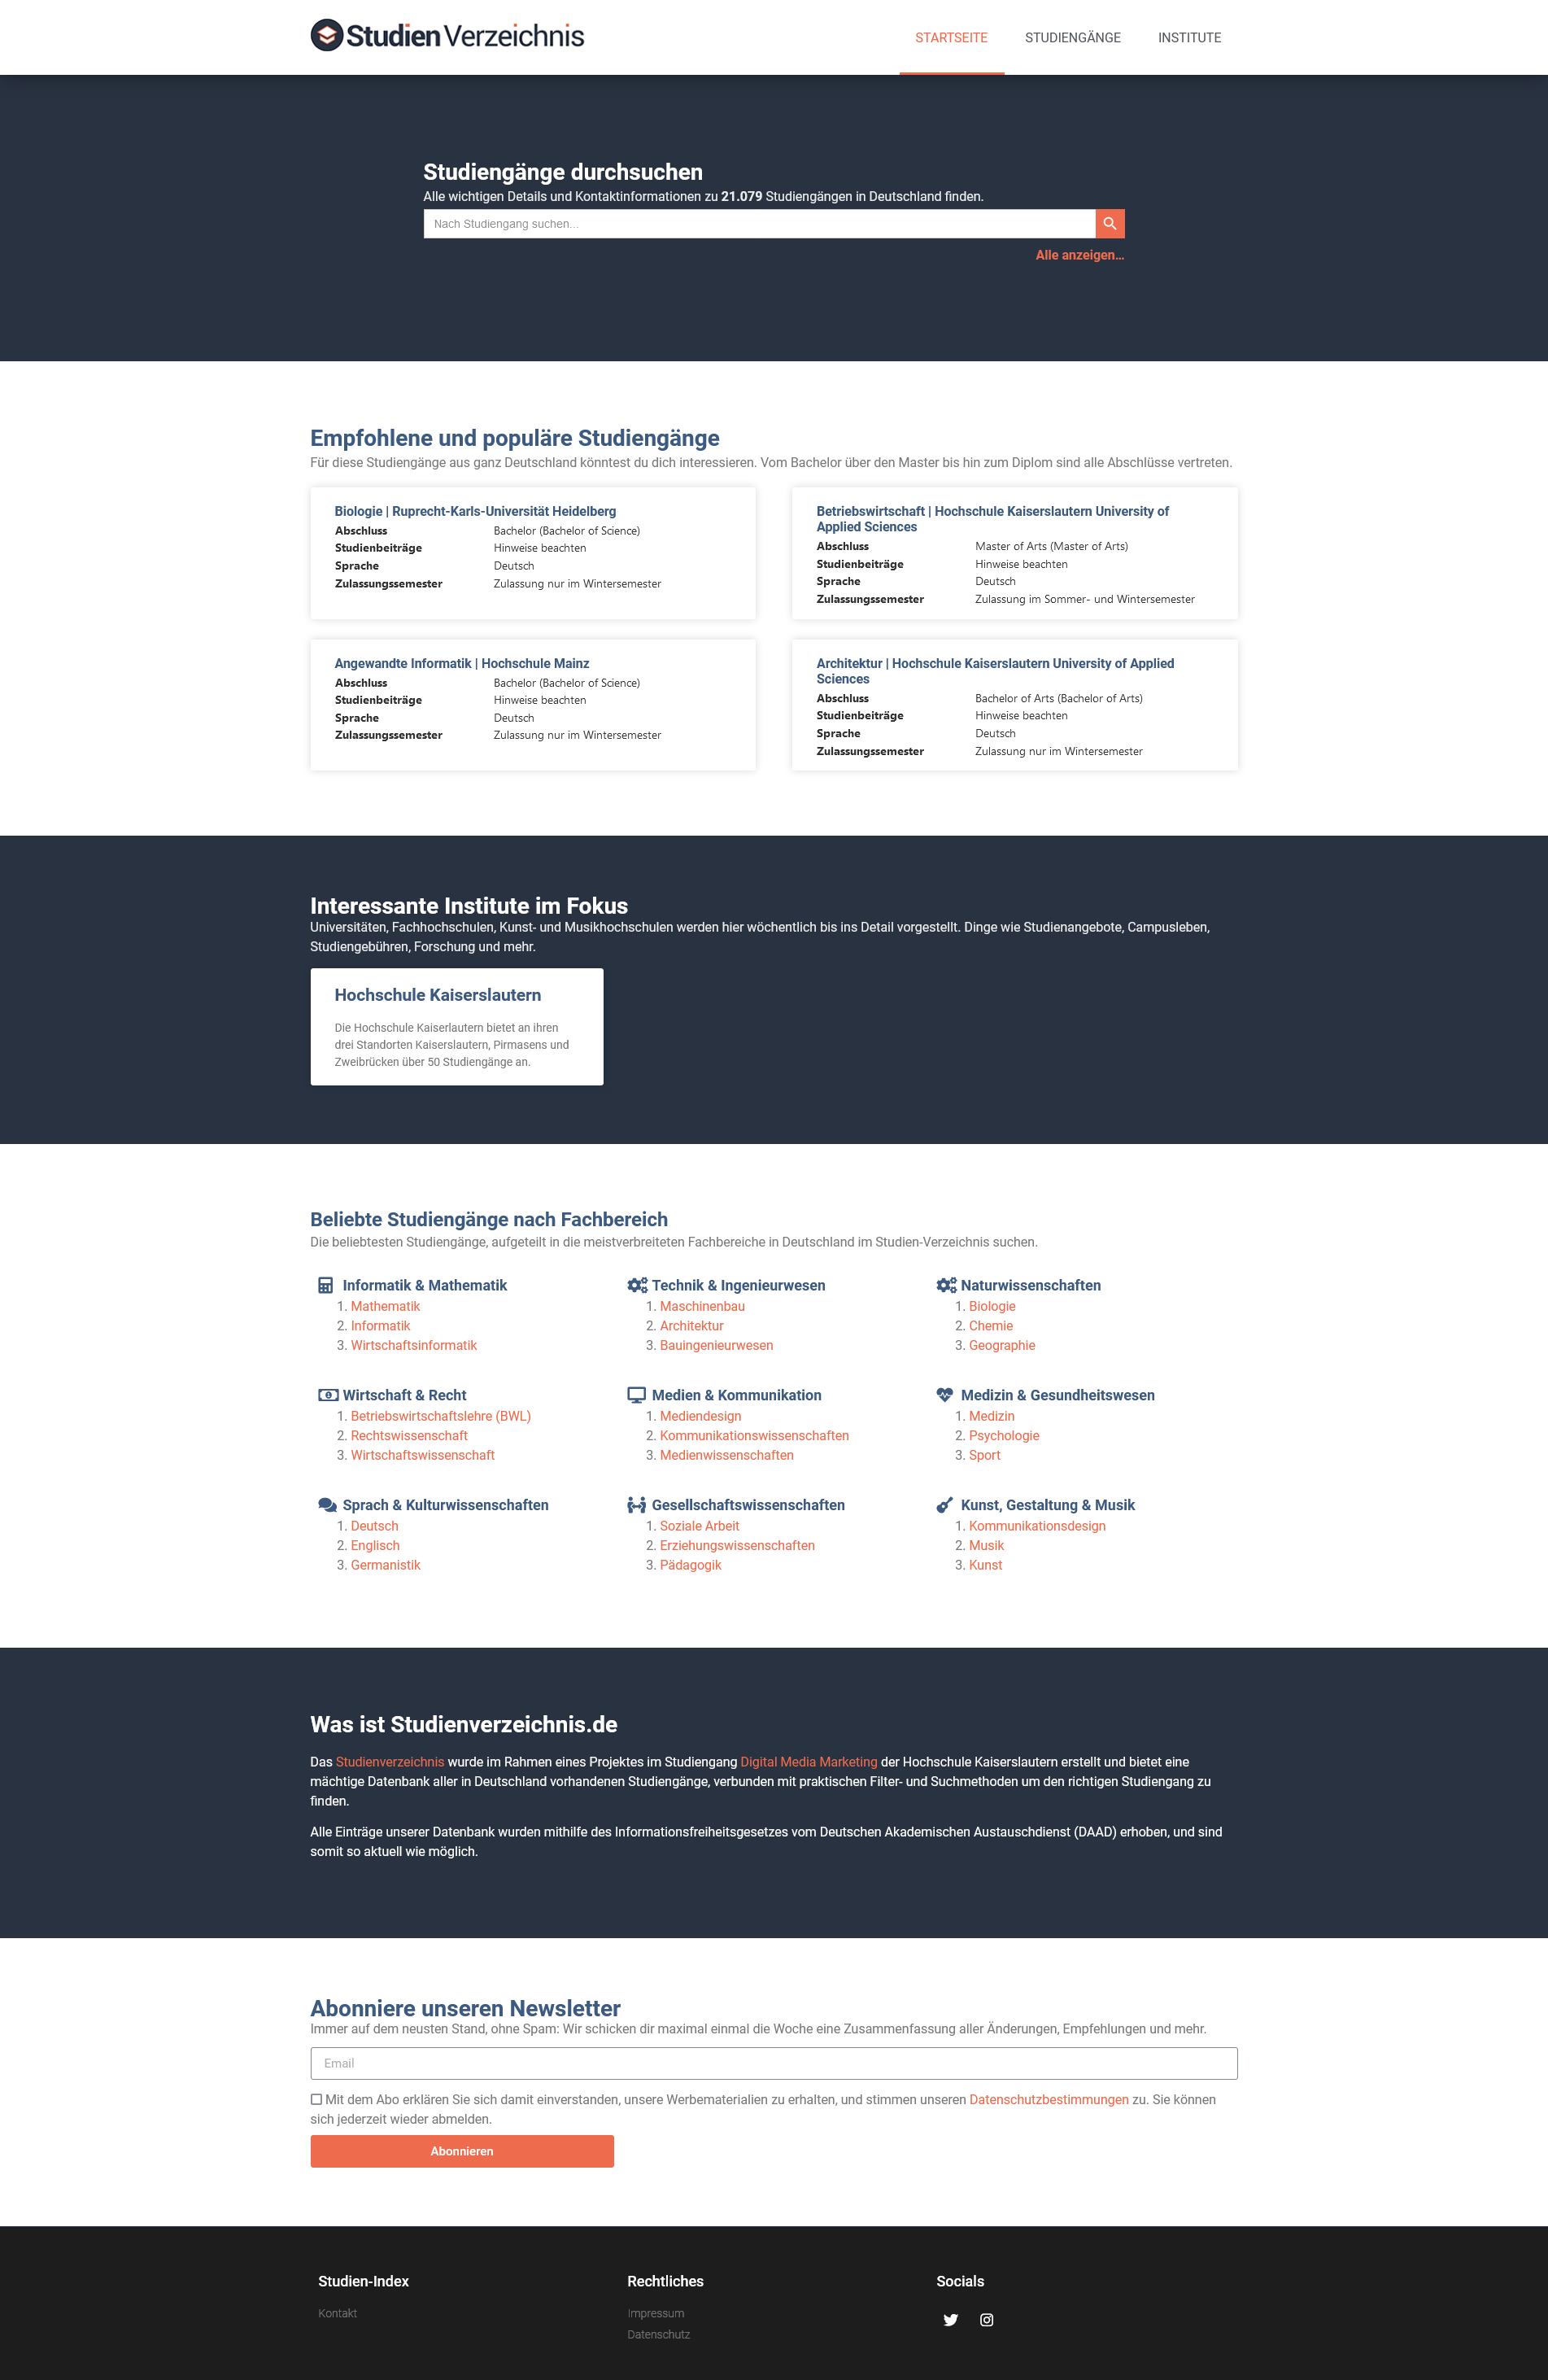 Studien Verzeichnis
STARTSEITE
STUDIENGÄNGE
INSTITUTE
Studiengänge durchsuchen
Alle wichtigen Details und Kontaktinformationen zu 21.079 Studiengängen in Deutschland finden.
Nach Studiengang suchen...
Alle anzeigen...
Empfohlene und populäre Studiengänge
Für diese Studiengänge aus ganz Deutschland könntest du dich interessieren. Vom Bachelor über den Master bis hin zum Diplom sind alle Abschlüsse vertreten.
Biologie | Ruprecht-Karls-Universität Heidelberg
Abschluss Bachelor (Bachelor of Science)
Studienbeiträge Hinweise beachten
Sprache Deutsch
Zulassungssemester Zulassung nur im Wintersemester
Betriebswirtschaft | Hochschule Kaiserslautern University of
Applied Sciences
Abschluss Master of Arts (Master of Arts)
Studienbeiträge Hinweise beachten
Sprache Deutsch
Zulassungssemester Zulassung im Sommer- und Wintersemester
Angewandte Informatik | Hochschule Mainz
Abschluss Bachelor (Bachelor of Science)
Studienbeiträge Hinweise beachten
Sprache Deutsch
Zulassungssemester Zulassung nur im Wintersemester
Architektur | Hochschule Kaiserslautern University of Applied
Sciences
Abschluss Bachelor of Arts (Bachelor of Arts)
Studienbeiträge Hinweise beachten
Sprache Deutsch
Zulassungssemester Zulassung nur im Wintersemester
Interessante Institute im Fokus
Universitäten, Fachhochschulen, Kunst- und Musikhochschulen werden hier wöchentlich bis ins Detail vorgestellt. Dinge wie Studienangebote, Campusleben,
Studiengebühren, Forschung und mehr.
Hochschule Kaiserslautern
Die Hochschule Kaiserlautern bietet an ihren
drei Standorten Kaiserslautern, Pirmasens und
Zweibrücken über 50 Studiengänge an.
Beliebte Studiengänge nach Fachbereich
Die beliebtesten Studiengänge, aufgeteilt in die meistverbreiteten Fachbereiche in Deutschland im Studien-Verzeichnis suchen.
Informatik & Mathematik
1. Mathematik
2. Informatik
3. Wirtschaftsinformatik
Technik & Ingenieurwesen
1. Maschinenbau
2. Architektur
3. Bauingenieurwesen
Naturwissenschaften
1. Biologie
2. Chemie
3. Geographie
Wirtschaft & Recht
1. Betriebswirtschaftslehre (BWL)
2. Rechtswissenschaft
3. Wirtschaftswissenschaft
Medien & Kommunikation
1. Mediendesign
2. Kommunikationswissenschaften
3. Medienwissenschaften
Medizin & Gesundheitswesen
1. Medizin
2. Psychologie
3. Sport
Sprach & Kulturwissenschaften
1. Deutsch
2. Englisch
3. Germanistik
Gesellschaftswissenschaften
1. Soziale Arbeit
2. Erziehungswissenschaften
3. Pädagogik
Kunst, Gestaltung & Musik
1. Kommunikationsdesign
2. Musik
3. Kunst
Was ist Studienverzeichnis.de
Das Studienverzeichnis wurde im Rahmen eines Projektes im Studiengang Digital Media Marketing der Hochschule Kaiserslautern erstellt und bietet eine
mächtige Datenbank aller in Deutschland vorhandenen Studiengänge, verbunden mit praktischen Filter- und Suchmethoden um den richtigen Studiengang zu
finden.
Alle Einträge unserer Datenbank wurden mithilfe des Informationsfreiheitsgesetzes vom Deutschen Akademischen Austauschdienst (DAAD) erhoben, und sind
somit so aktuell wie möglich.
Abonniere unseren Newsletter
Immer auf dem neusten Stand, ohne Spam: Wir schicken dir maximal einmal die Woche eine Zusammenfassung aller Änderungen, Empfehlungen und mehr.
Email
Mit dem Abo erklären Sie sich damit einverstanden, unsere Werbematerialien zu erhalten, und stimmen unseren Datenschutzbestimmungen zu. Sie können
sich jederzeit wieder abmelden.
Abonnieren
Studien-Index
Kontakt
Rechtliches
Impressum
Datenschutz
Socials